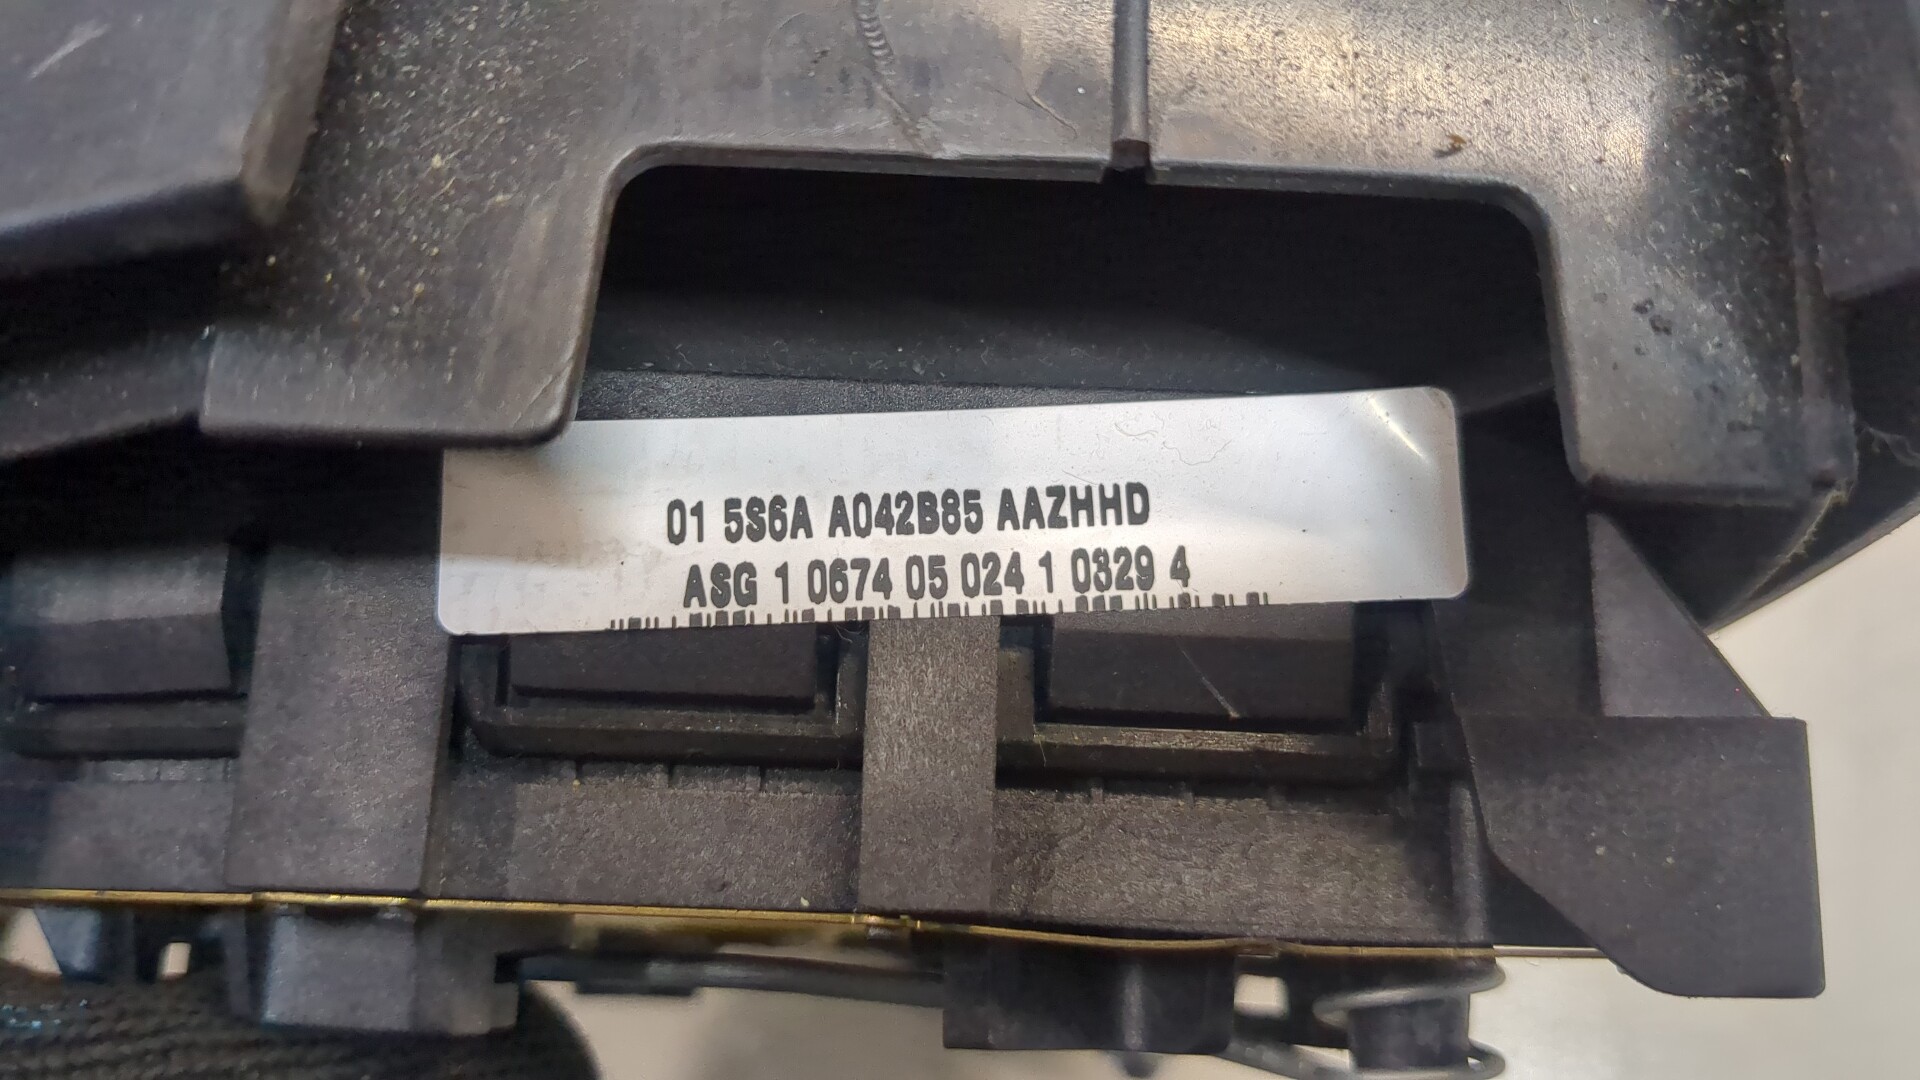 01 5S6A A042B85 AAZHHD
ASG 1 0674 05 024 1 0329 4